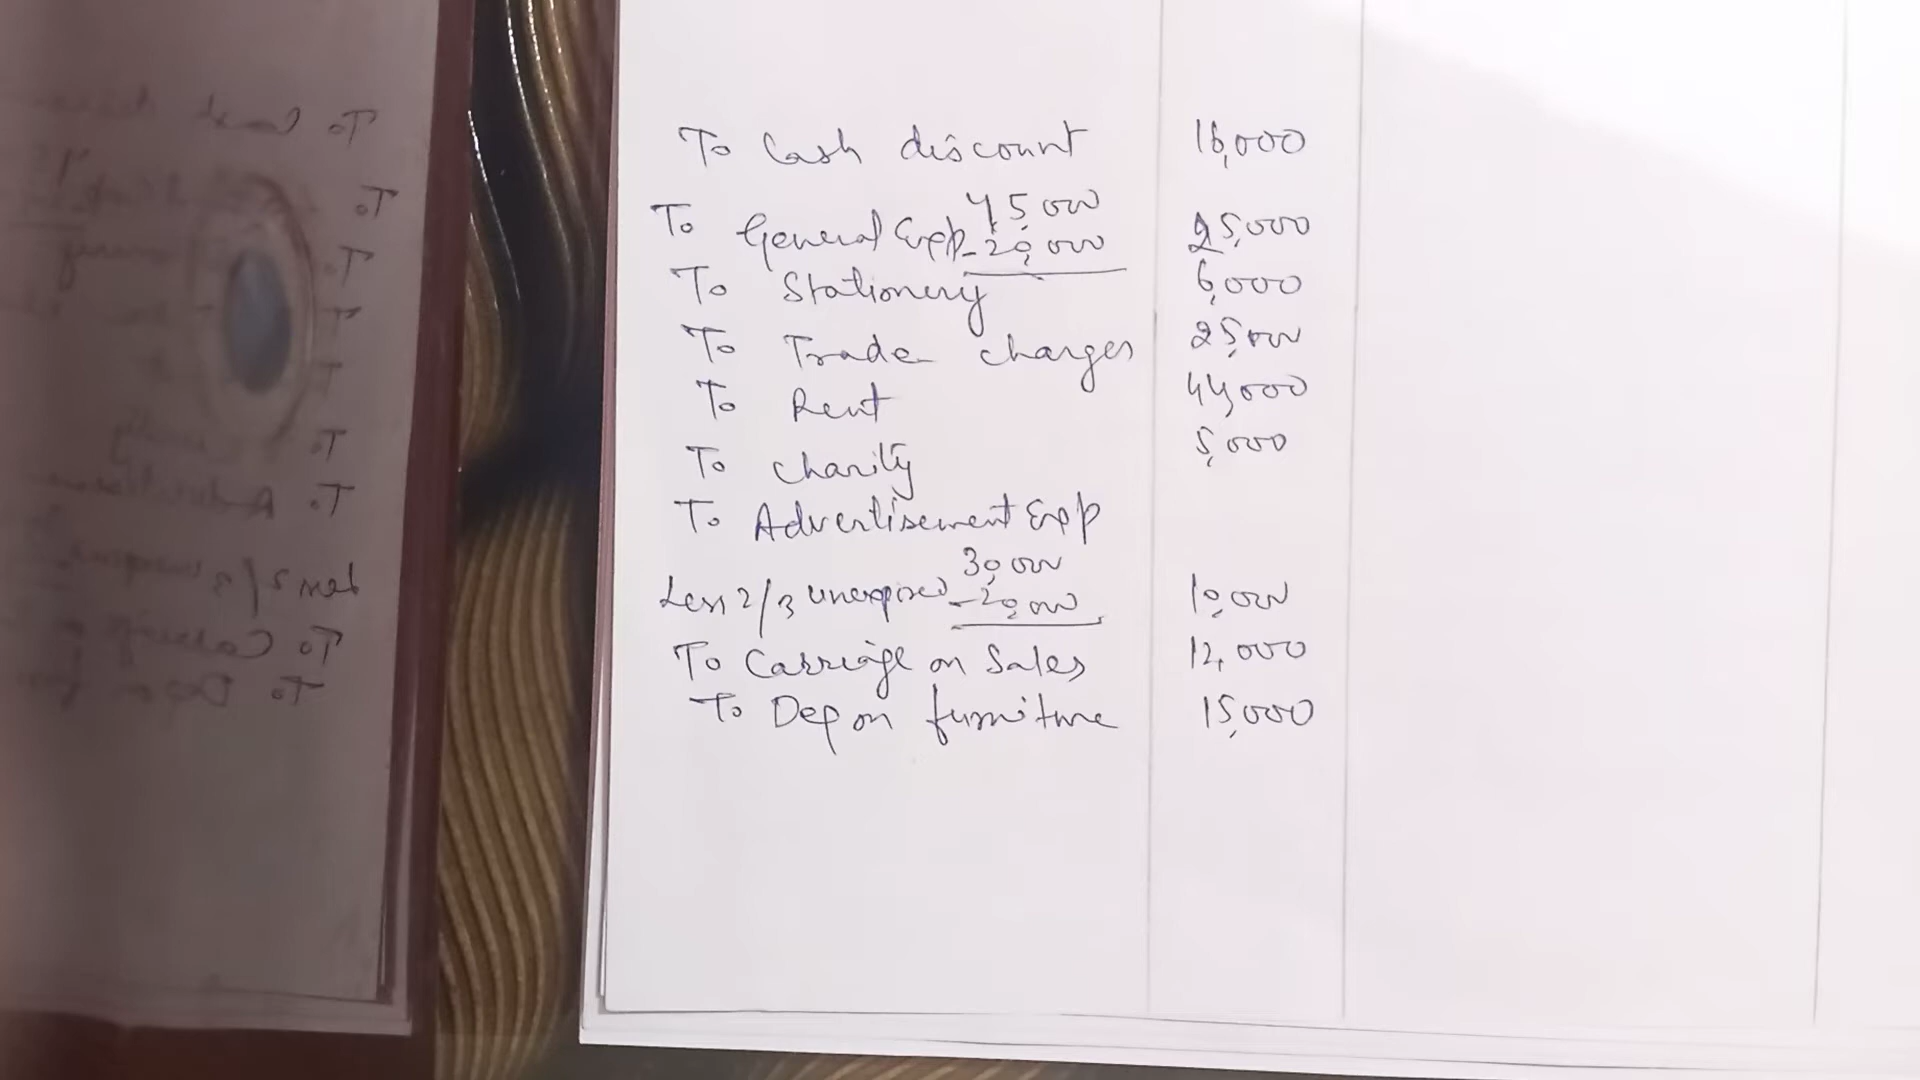 To Cash discount 16,000
45,000
To General Exp -20,000 25,000
To Stationery 6,000
To Trade charges 25,000
To Rent 44,000
To charity 5,000
To Advertisement Exp
30,000
Less 2/3 unexpired -20,000 10,000
To Carriage on Sales 12,000
To Dep on furniture 15,000